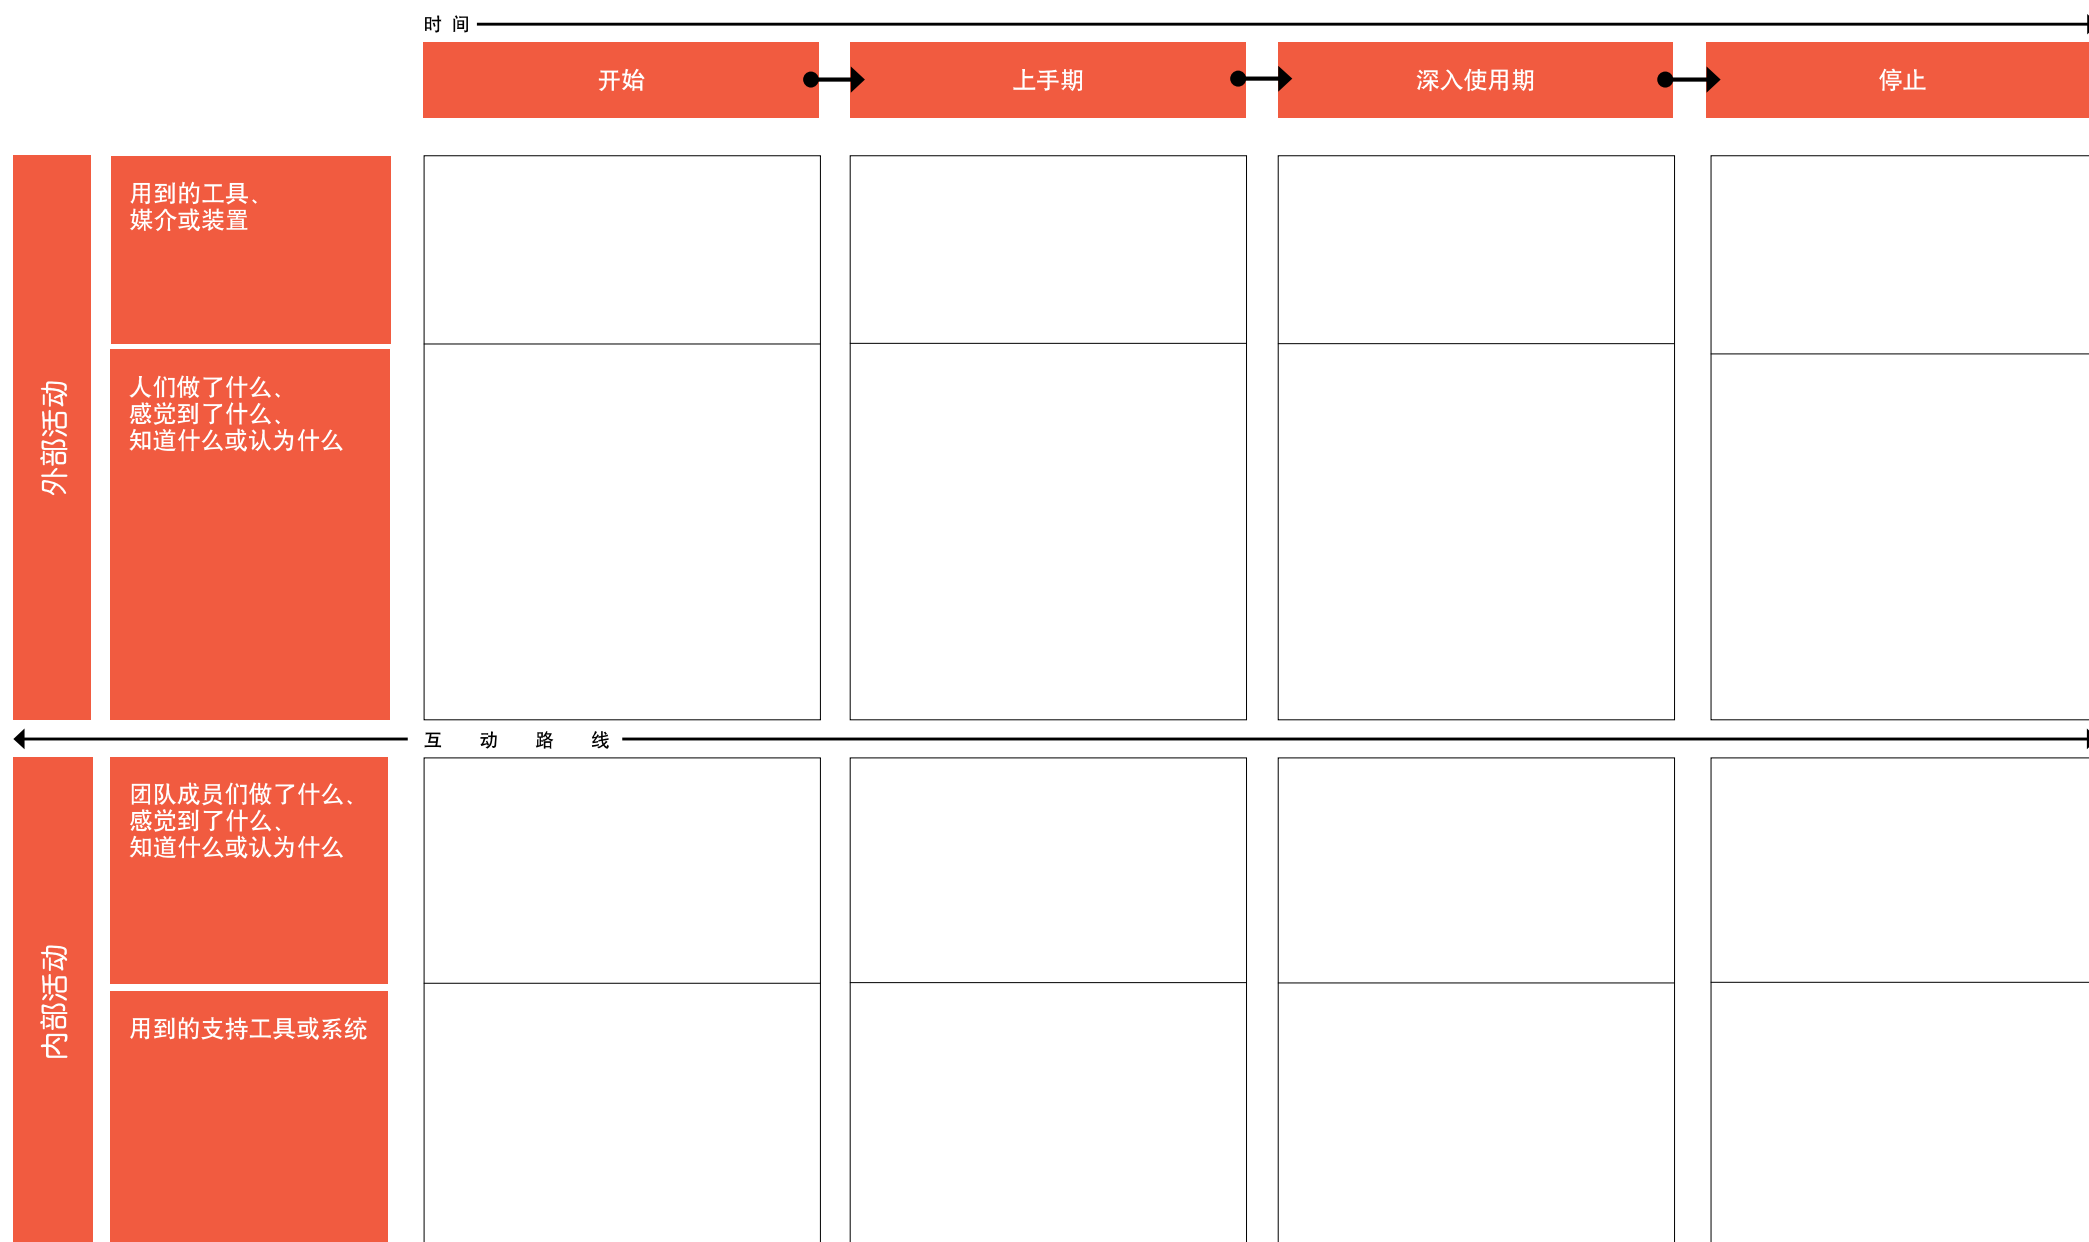 时间
开始
上手期
深入使用期
停止
外部活动
用到的工具、
媒介或装置
人们做了什么、
感觉到了什么、
知道什么或认为什么
互动路线
内部活动
团队成员们做了什么、
感觉到了什么、
知道什么或认为什么
用到的支持工具或系统